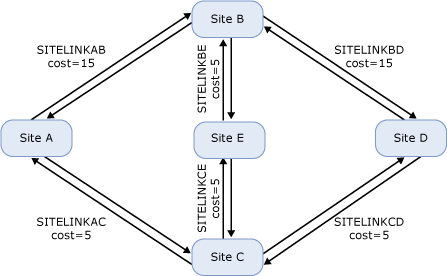 Site B
SITELINKAB
cost=15
SITELINKBE
cost=5
SITELINKBD
cost=15
Site A
Site E
Site D
SITELINKAC
cost=5
SITELINKCE
cost=5
SITELINKCD
cost=5
Site C